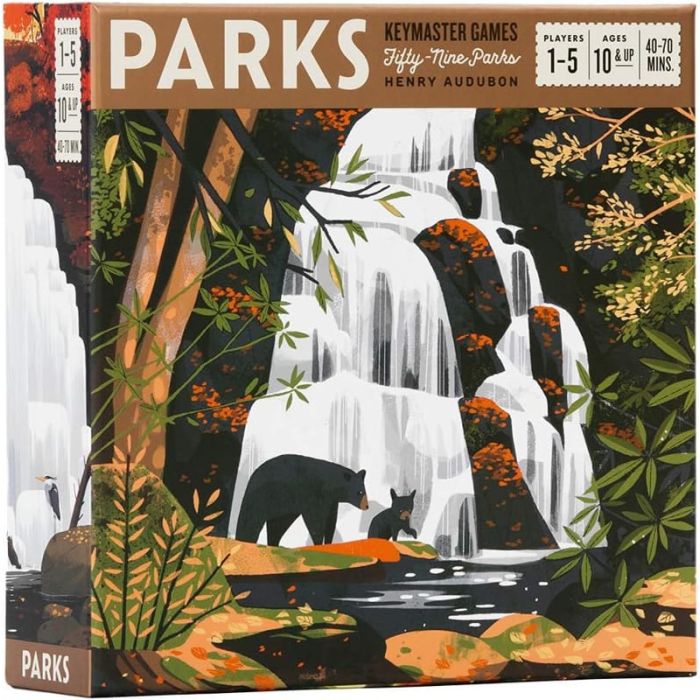 PARKS
KEYMASTER GAMES
Fifty-Nine Parks
HENRY AUDUBON
PLAYERS
1-5
AGES
10 & UP
40-70
MINS.
PLAYERS
1-5
AGES
10 & UP
40-70 MIN.
PARKS